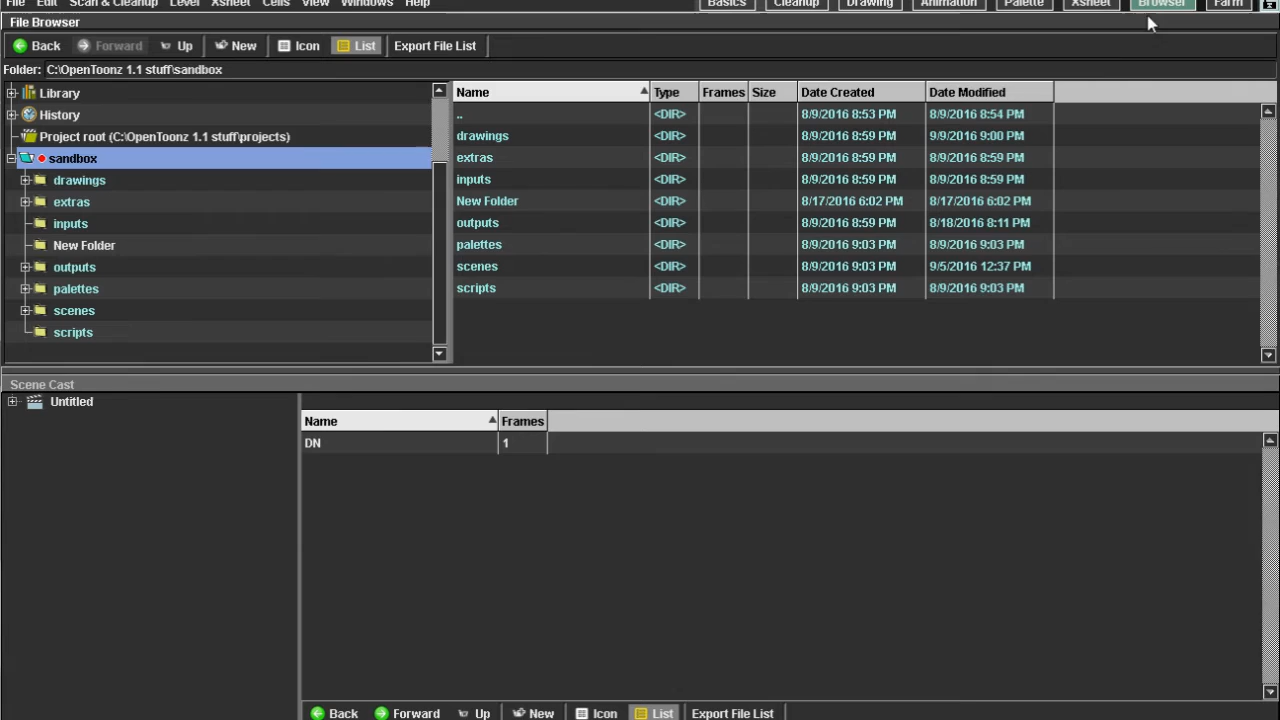 File Edit Scan & Cleanup Level Xsheet Cells View Windows Help Basics Cleanup Drawing Animation Palette Xsheet Browser Farm
File Browser
Back Forward Up New Icon List Export File List
Folder: C:\OpenToonz 1.1 stuff\sandbox
Library
History
Project root (C:\OpenToonz 1.1 stuff\projects)
sandbox
drawings
extras
inputs
New Folder
outputs
palettes
scenes
scripts
Name Type Frames Size Date Created Date Modified
.. <DIR> 8/9/2016 8:53 PM 8/9/2016 8:54 PM
drawings <DIR> 8/9/2016 8:59 PM 9/9/2016 9:00 PM
extras <DIR> 8/9/2016 8:59 PM 8/9/2016 8:59 PM
inputs <DIR> 8/9/2016 8:59 PM 8/9/2016 8:59 PM
New Folder <DIR> 8/17/2016 6:02 PM 8/17/2016 6:02 PM
outputs <DIR> 8/9/2016 8:59 PM 8/18/2016 8:11 PM
palettes <DIR> 8/9/2016 9:03 PM 8/9/2016 9:03 PM
scenes <DIR> 8/9/2016 9:03 PM 9/5/2016 12:37 PM
scripts <DIR> 8/9/2016 9:03 PM 8/9/2016 9:03 PM
Scene Cast
Untitled
Name Frames
DN 1
Back Forward Up New Icon List Export File List